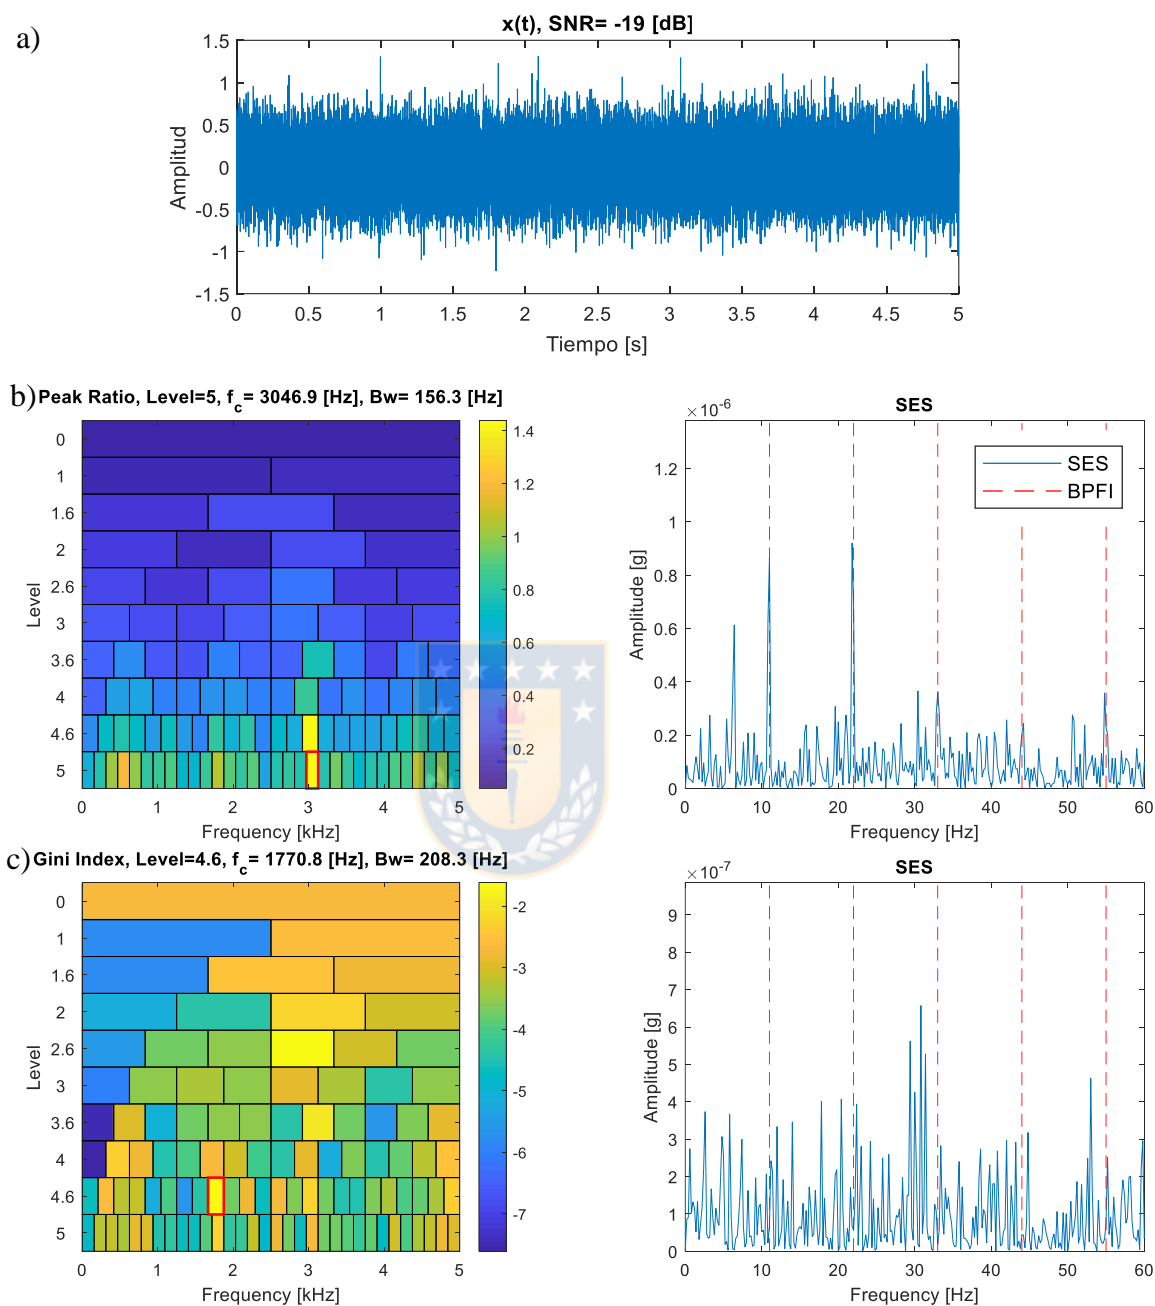 a)
x(t), SNR= -19 [dB]
1.5
1
0.5
0
-0.5
-1
-1.5
Amplitud
0 0.5 1 1.5 2 2.5 3 3.5 4 4.5 5
Tiempo [s]
b) Peak Ratio, Level=5, fc= 3046.9 [Hz], Bw= 156.3 [Hz]
0
1
1.6
2
2.6
3
3.6
4
4.6
5
Level
0 1 2 3 4 5
Frequency [kHz]
1.4
1.2
1
0.8
0.6
0.4
0.2
×10-6
SES
1.2
1
0.8
0.6
0.4
0.2
0
Amplitude [g]
SES
BPFI
0 10 20 30 40 50 60
Frequency [Hz]
c) Gini Index, Level=4.6, fc= 1770.8 [Hz], Bw= 208.3 [Hz]
0
1
1.6
2
2.6
3
3.6
4
4.6
5
Level
0 1 2 3 4 5
Frequency [kHz]
-2
-3
-4
-5
-6
-7
×10-7
SES
9
8
7
6
5
4
3
2
1
0
Amplitude [g]
0 10 20 30 40 50 60
Frequency [Hz]